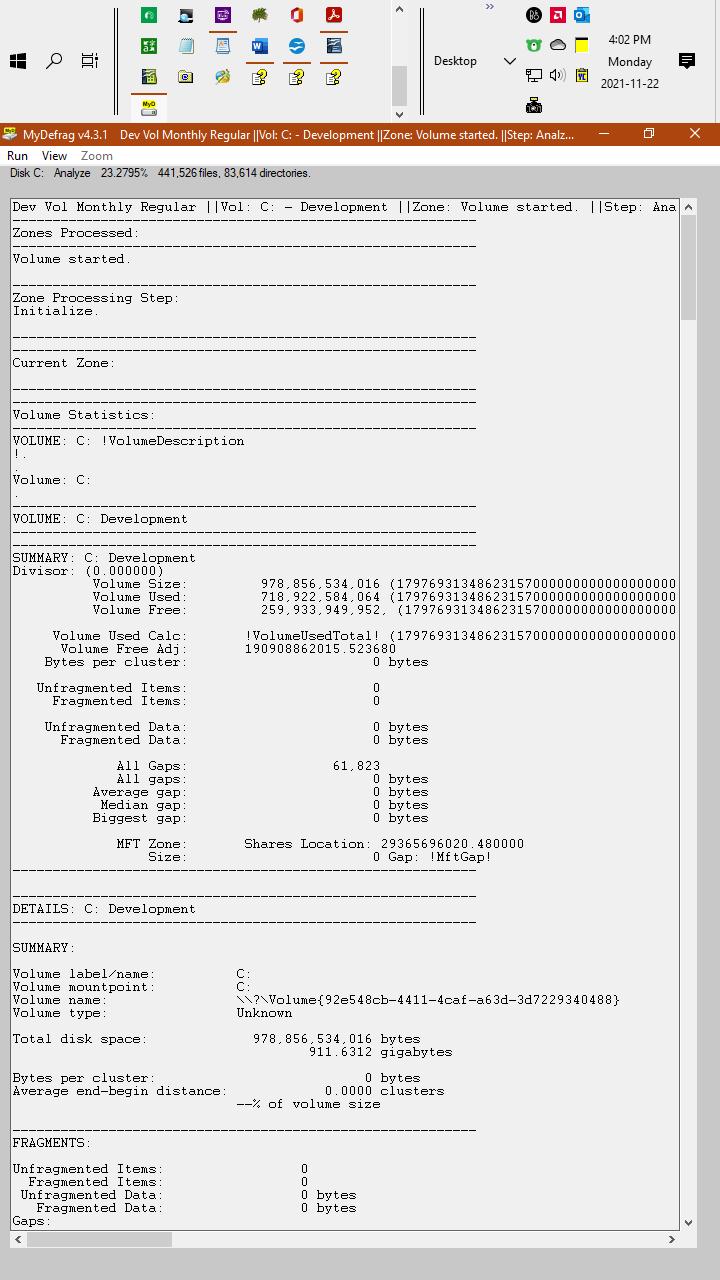 Desktop
4:02 PM
Monday
2021-11-22
MyD
MyDefrag v4.3.1 Dev Vol Monthly Regular ||Vol: C: - Development ||Zone: Volume started. ||Step: Analz...
Run View Zoom
Disk C: Analyze 23.2795% 441,526 files, 83,614 directories.
Dev Vol Monthly Regular ||Vol: C: - Development ||Zone: Volume started. ||Step: Ana
----------------------------------------------------------
Zones Processed:
----------------------------------------------------------
Volume started.
----------------------------------------------------------
Zone Processing Step:
Initialize.
----------------------------------------------------------
----------------------------------------------------------
Current Zone:
----------------------------------------------------------
----------------------------------------------------------
Volume Statistics:
----------------------------------------------------------
VOLUME: C: !VolumeDescription
!.
.
Volume: C:
.
----------------------------------------------------------
VOLUME: C: Development
----------------------------------------------------------
----------------------------------------------------------
SUMMARY: C: Development
Divisor: (0.000000)
Volume Size: 978,856,534,016 (179769313486231570000000000000000000
Volume Used: 718,922,584,064 (179769313486231570000000000000000000
Volume Free: 259,933,949,952, (179769313486231570000000000000000000
Volume Used Calc: !VolumeUsedTotal! (179769313486231570000000000000000000
Volume Free Adj: 190908862015.523680
Bytes per cluster: 0 bytes
Unfragmented Items: 0
Fragmented Items: 0
Unfragmented Data: 0 bytes
Fragmented Data: 0 bytes
All Gaps: 61,823
All gaps: 0 bytes
Average gap: 0 bytes
Median gap: 0 bytes
Biggest gap: 0 bytes
MFT Zone: Shares Location: 29365696020.480000
Size: 0 Gap: !MftGap!
----------------------------------------------------------
----------------------------------------------------------
DETAILS: C: Development
----------------------------------------------------------
SUMMARY:
Volume label/name: C:
Volume mountpoint: C:
Volume name: \\?\Volume{92e548cb-4411-4caf-a63d-3d7229340488}
Volume type: Unknown
Total disk space: 978,856,534,016 bytes
911.6312 gigabytes
Bytes per cluster: 0 bytes
Average end-begin distance: 0.0000 clusters
--% of volume size
----------------------------------------------------------
FRAGMENTS:
Unfragmented Items: 0
Fragmented Items: 0
Unfragmented Data: 0 bytes
Fragmented Data: 0 bytes
Gaps: